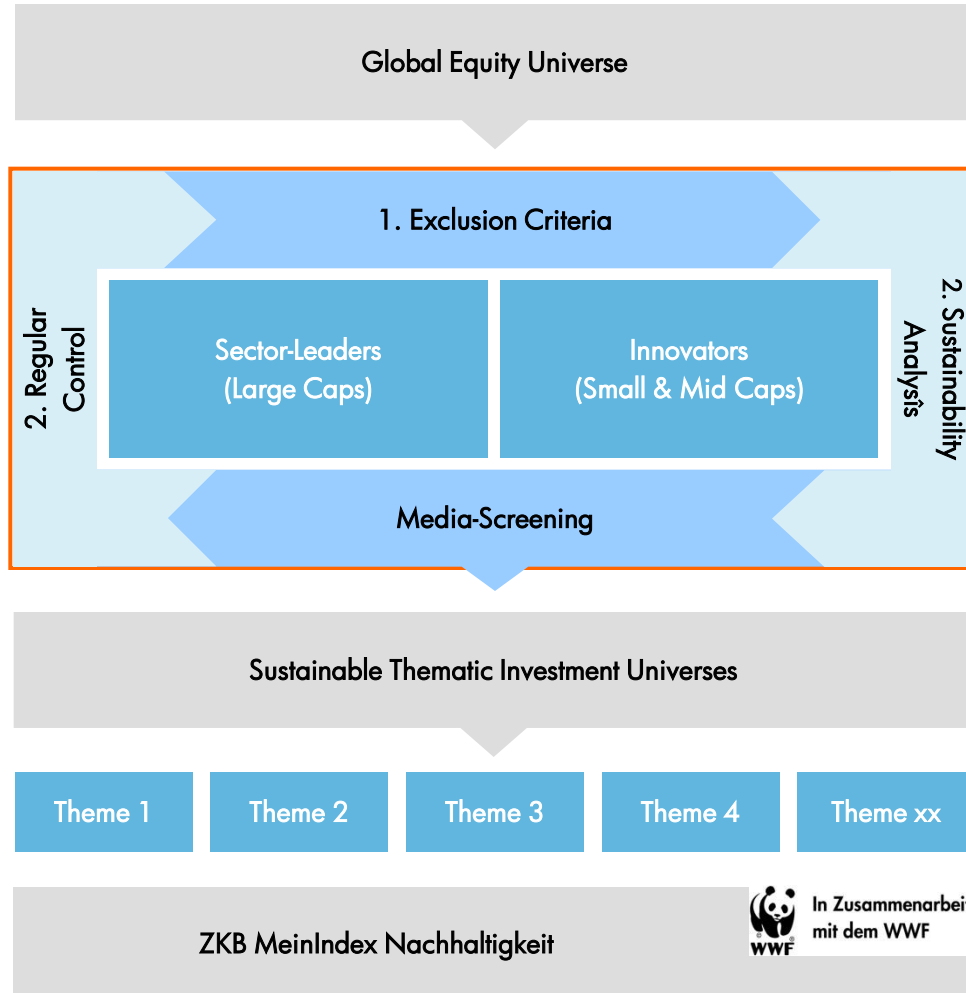 Global Equity Universe
1. Exclusion Criteria
2. Regular
Control
Sector-Leaders
(Large Caps)
Innovators
(Small & Mid Caps)
2. Sustainability
Analysîs
Media-Screening
Sustainable Thematic Investment Universes
Theme 1
Theme 2
Theme 3
Theme 4
Theme xx
ZKB MeinIndex Nachhaltigkeit
WWF
In Zusammenarbeit
mit dem WWF